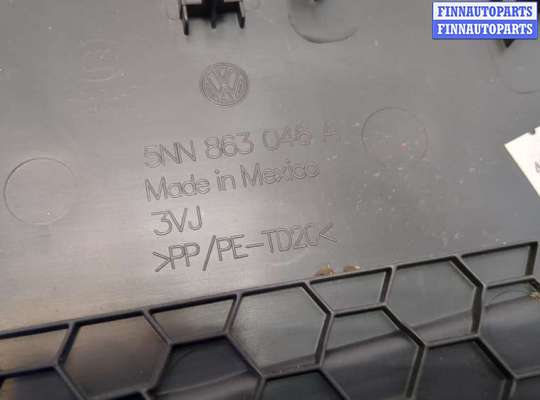 FINNAUTOPARTS
FINNAUTOPARTS
5NN 863 046 A
Made in Mexico
3VJ
>PP/PE-TD20<